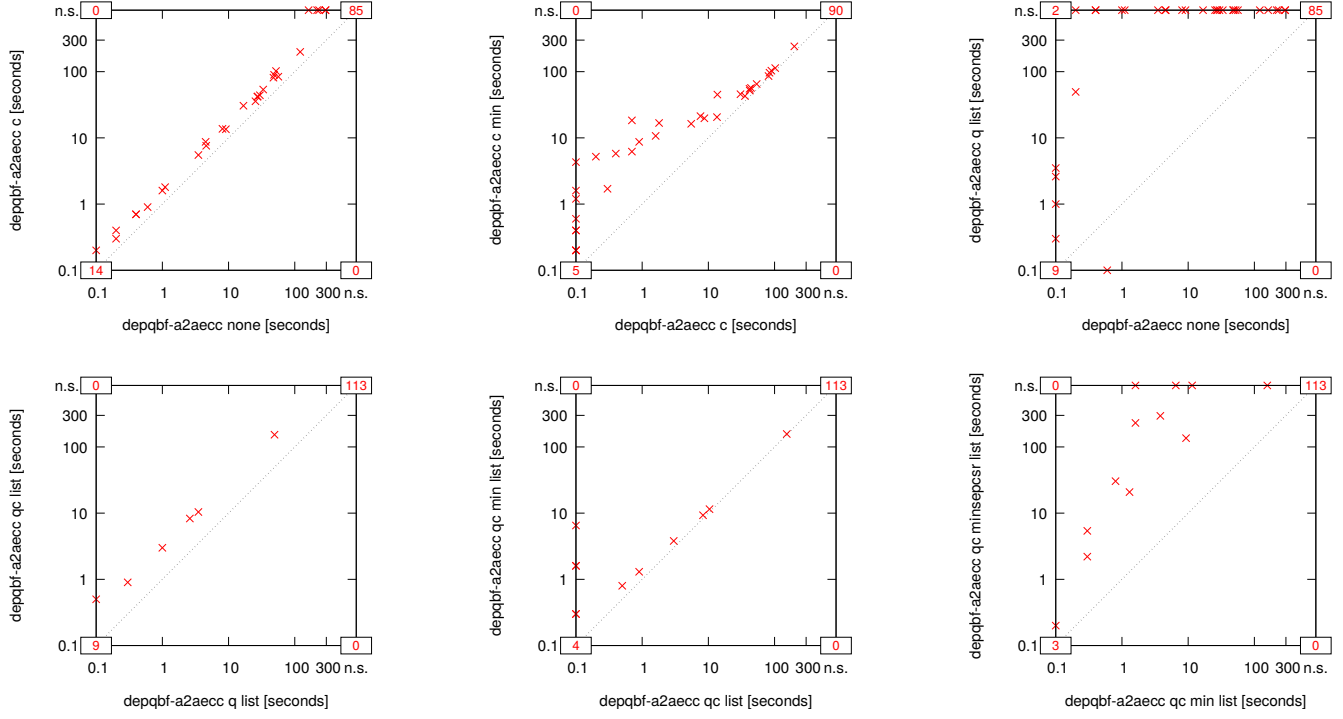 n.s. 0 85
300
100
10
1
0.1
14 0
0.1 1 10 100 300 n.s.
depqbf-a2aecc c [seconds]
depqbf-a2aecc none [seconds]
n.s. 0 90
300
100
10
1
0.1
5 0
0.1 1 10 100 300 n.s.
depqbf-a2aecc c min [seconds]
depqbf-a2aecc c [seconds]
n.s. 2 85
300
100
10
1
0.1
9 0
0.1 1 10 100 300 n.s.
depqbf-a2aecc q list [seconds]
depqbf-a2aecc none [seconds]
n.s. 0 113
300
100
10
1
0.1
9 0
0.1 1 10 100 300 n.s.
depqbf-a2aecc qc list [seconds]
depqbf-a2aecc q list [seconds]
n.s. 0 113
300
100
10
1
0.1
4 0
0.1 1 10 100 300 n.s.
depqbf-a2aecc qc min list [seconds]
depqbf-a2aecc qc list [seconds]
n.s. 0 113
300
100
10
1
0.1
3 0
0.1 1 10 100 300 n.s.
depqbf-a2aecc qc minsepcsr list [seconds]
depqbf-a2aecc qc min list [seconds]